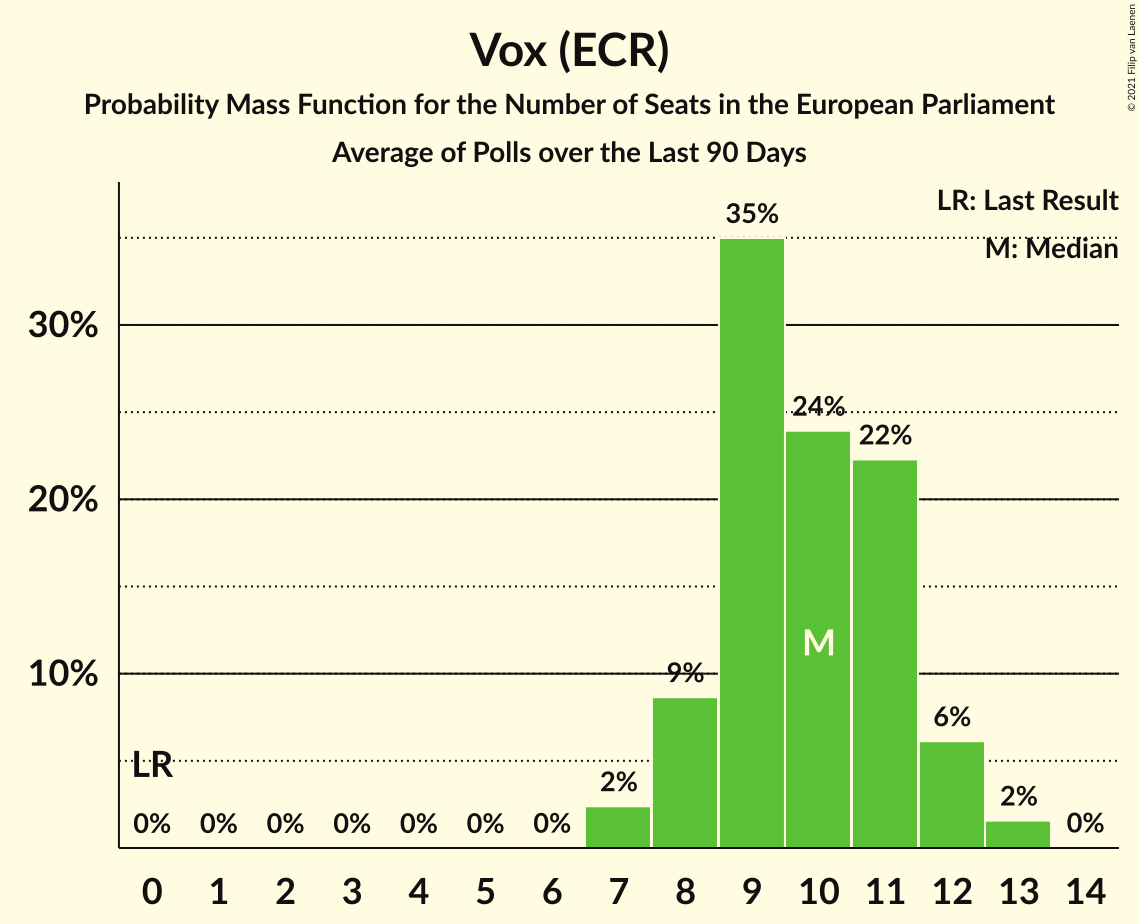 Vox (ECR)
Probability Mass Function for the Number of Seats in the European Parliament
Average of Polls over the Last 90 Days
© 2021 Filip van Laenen
LR: Last Result
M: Median
35%
30%
24%
22%
20%
M
10%
9%
6%
LR
2%
2%
0% 0% 0% 0% 0% 0% 0% 0%
0 1 2 3 4 5 6 7 8 9 10 11 12 13 14